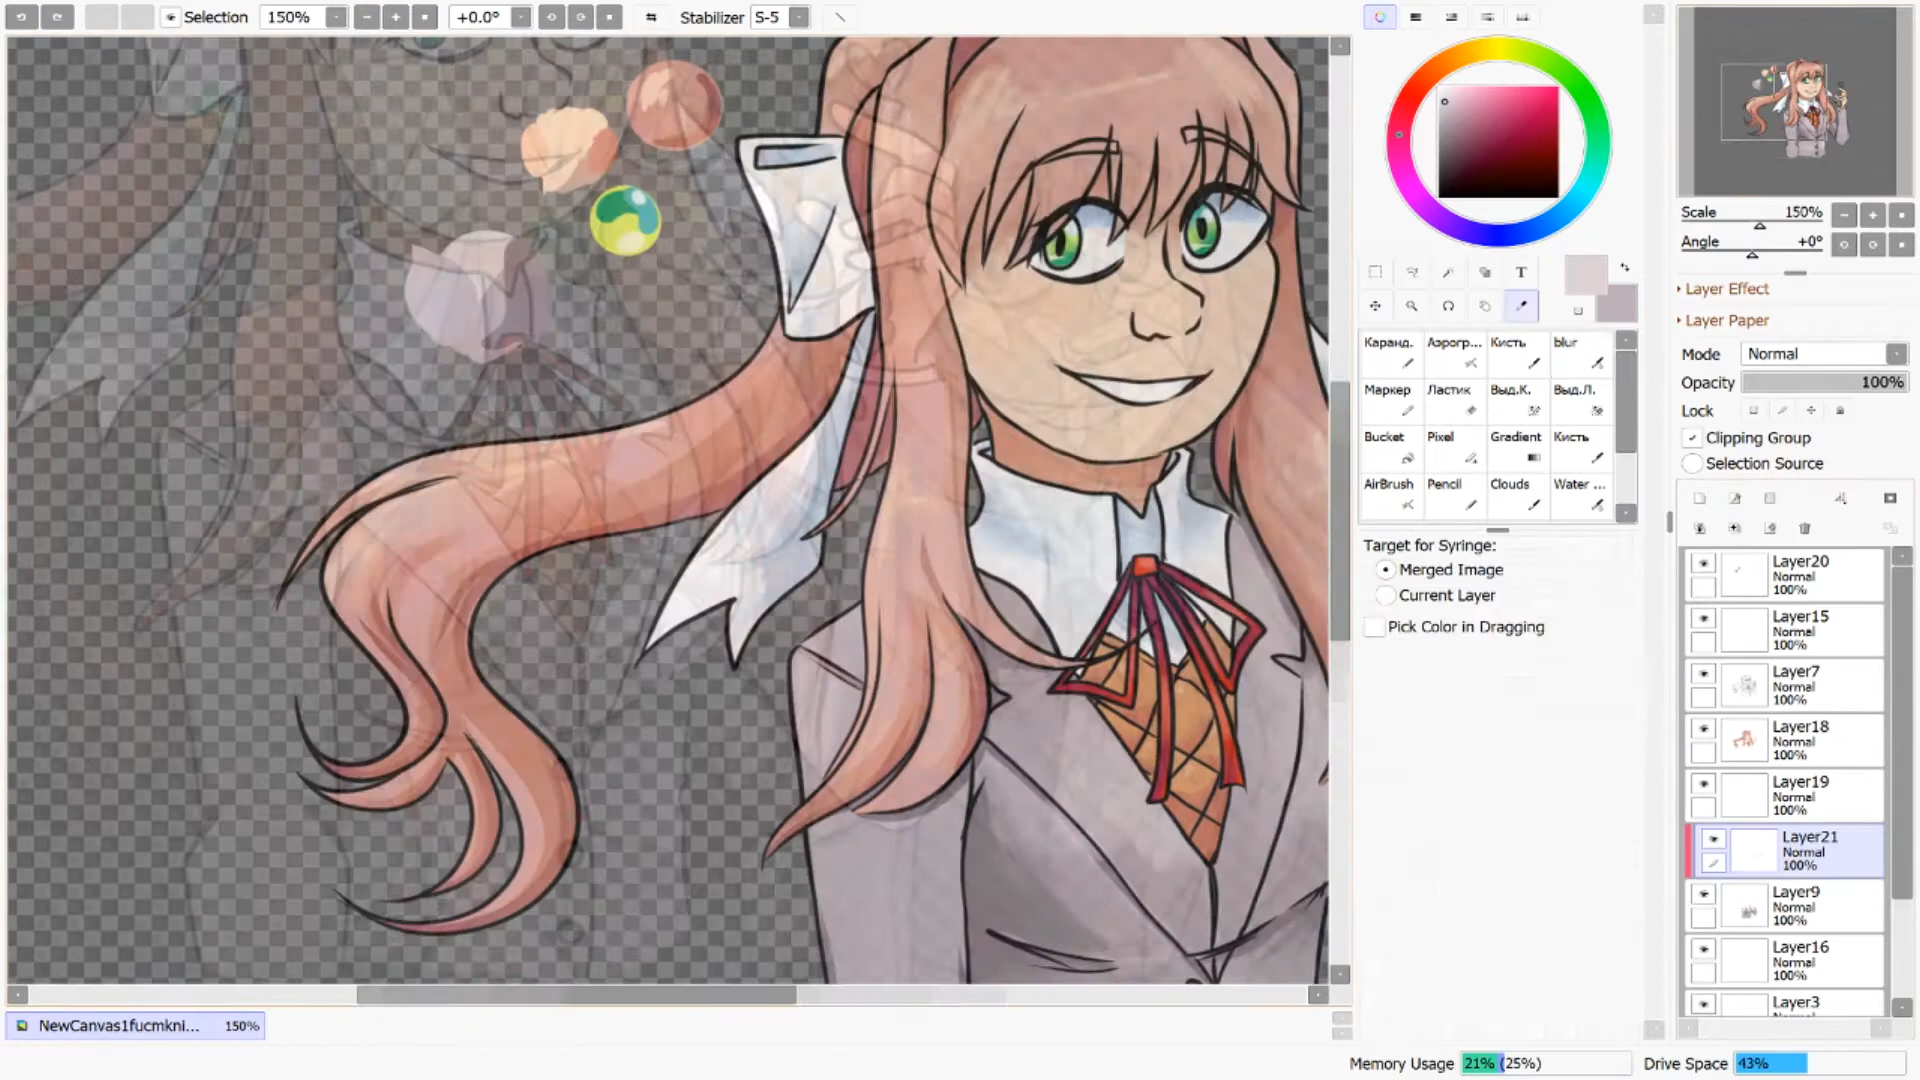 Selection 150% +0.0° Stabilizer S-5
Scale 150%
Angle +0°
Layer Effect
Layer Paper
Mode Normal
Opacity 100%
Lock
Clipping Group
Selection Source
Каранд. Аэрогр... Кисть blur
Маркер Ластик Выд.К. Выд.Л.
Bucket Pixel Gradient Кисть
AirBrush Pencil Clouds Water ...
Target for Syringe:
Merged Image
Current Layer
Pick Color in Dragging
Layer20
Normal
100%
Layer15
Normal
100%
Layer7
Normal
100%
Layer18
Normal
100%
Layer19
Normal
100%
Layer21
Normal
100%
Layer9
Normal
100%
Layer16
Normal
100%
Layer3
NewCanvas1fucmkni... 150%
Memory Usage 21% (25%) Drive Space 43%